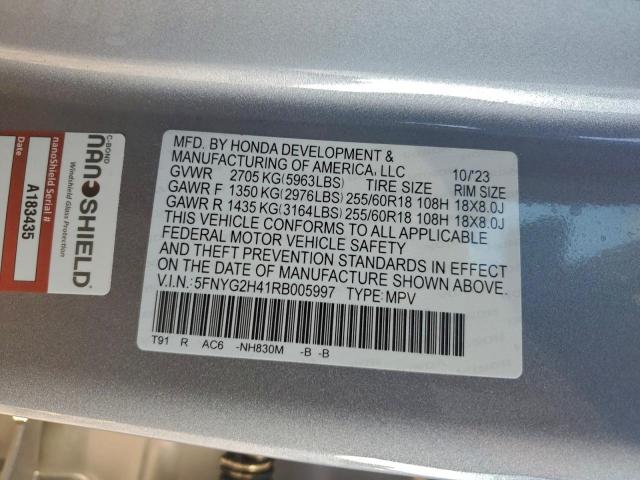 MFD. BY HONDA DEVELOPMENT &
MANUFACTURING OF AMERICA, LLC 10/'23
GVWR 2705 KG(5963LBS) TIRE SIZE RIM SIZE
GAWR F 1350 KG(2976LBS) 255/60R18 108H 18X8.0J
GAWR R 1435 KG(3164LBS) 255/60R18 108H 18X8.0J
THIS VEHICLE CONFORMS TO ALL APPLICABLE
FEDERAL MOTOR VEHICLE SAFETY
AND THEFT PREVENTION STANDARDS IN EFFECT
ON THE DATE OF MANUFACTURE SHOWN ABOVE.
V.I.N.:5FNYG2H41RB005997 TYPE:MPV
T91 R AC6 -NH830M -B -B
C-BOND
NANOSHIELD
Windshield Glass Protection
nanoShield Serial #
A183435